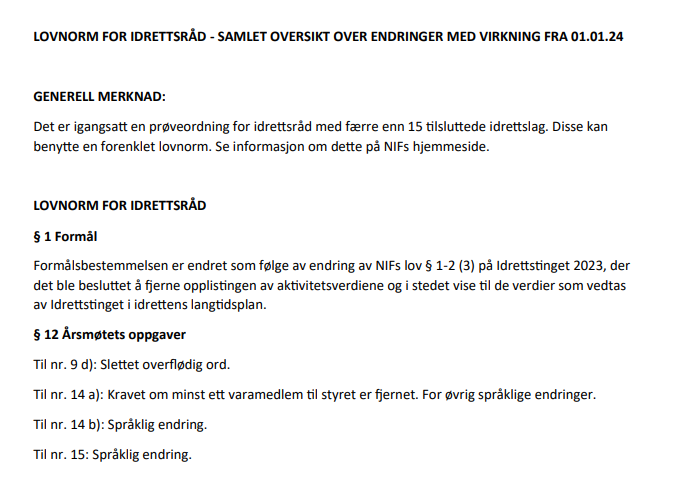 LOVNORM FOR IDRETTSRÅD - SAMLET OVERSIKT OVER ENDRINGER MED VIRKNING FRA 01.01.24
GENERELL MERKNAD:
Det er igangsatt en prøveordning for idrettsråd med færre enn 15 tilsluttede idrettslag. Disse kan
benytte en forenklet lovnorm. Se informasjon om dette på NIFs hjemmeside.
LOVNORM FOR IDRETTSRÅD
§ 1 Formål
Formålsbestemmelsen er endret som følge av endring av NIFs lov § 1-2 (3) på Idrettstinget 2023, der
det ble besluttet å fjerne opplistingen av aktivitetsverdiene og i stedet vise til de verdier som vedtas
av Idrettstinget i idrettens langtidsplan.
§ 12 Årsmøtets oppgaver
Til nr. 9 d): Slettet overflødig ord.
Til nr. 14 a): Kravet om minst ett varamedlem til styret er fjernet. For øvrig språklige endringer.
Til nr. 14 b): Språklig endring.
Til nr. 15: Språklig endring.